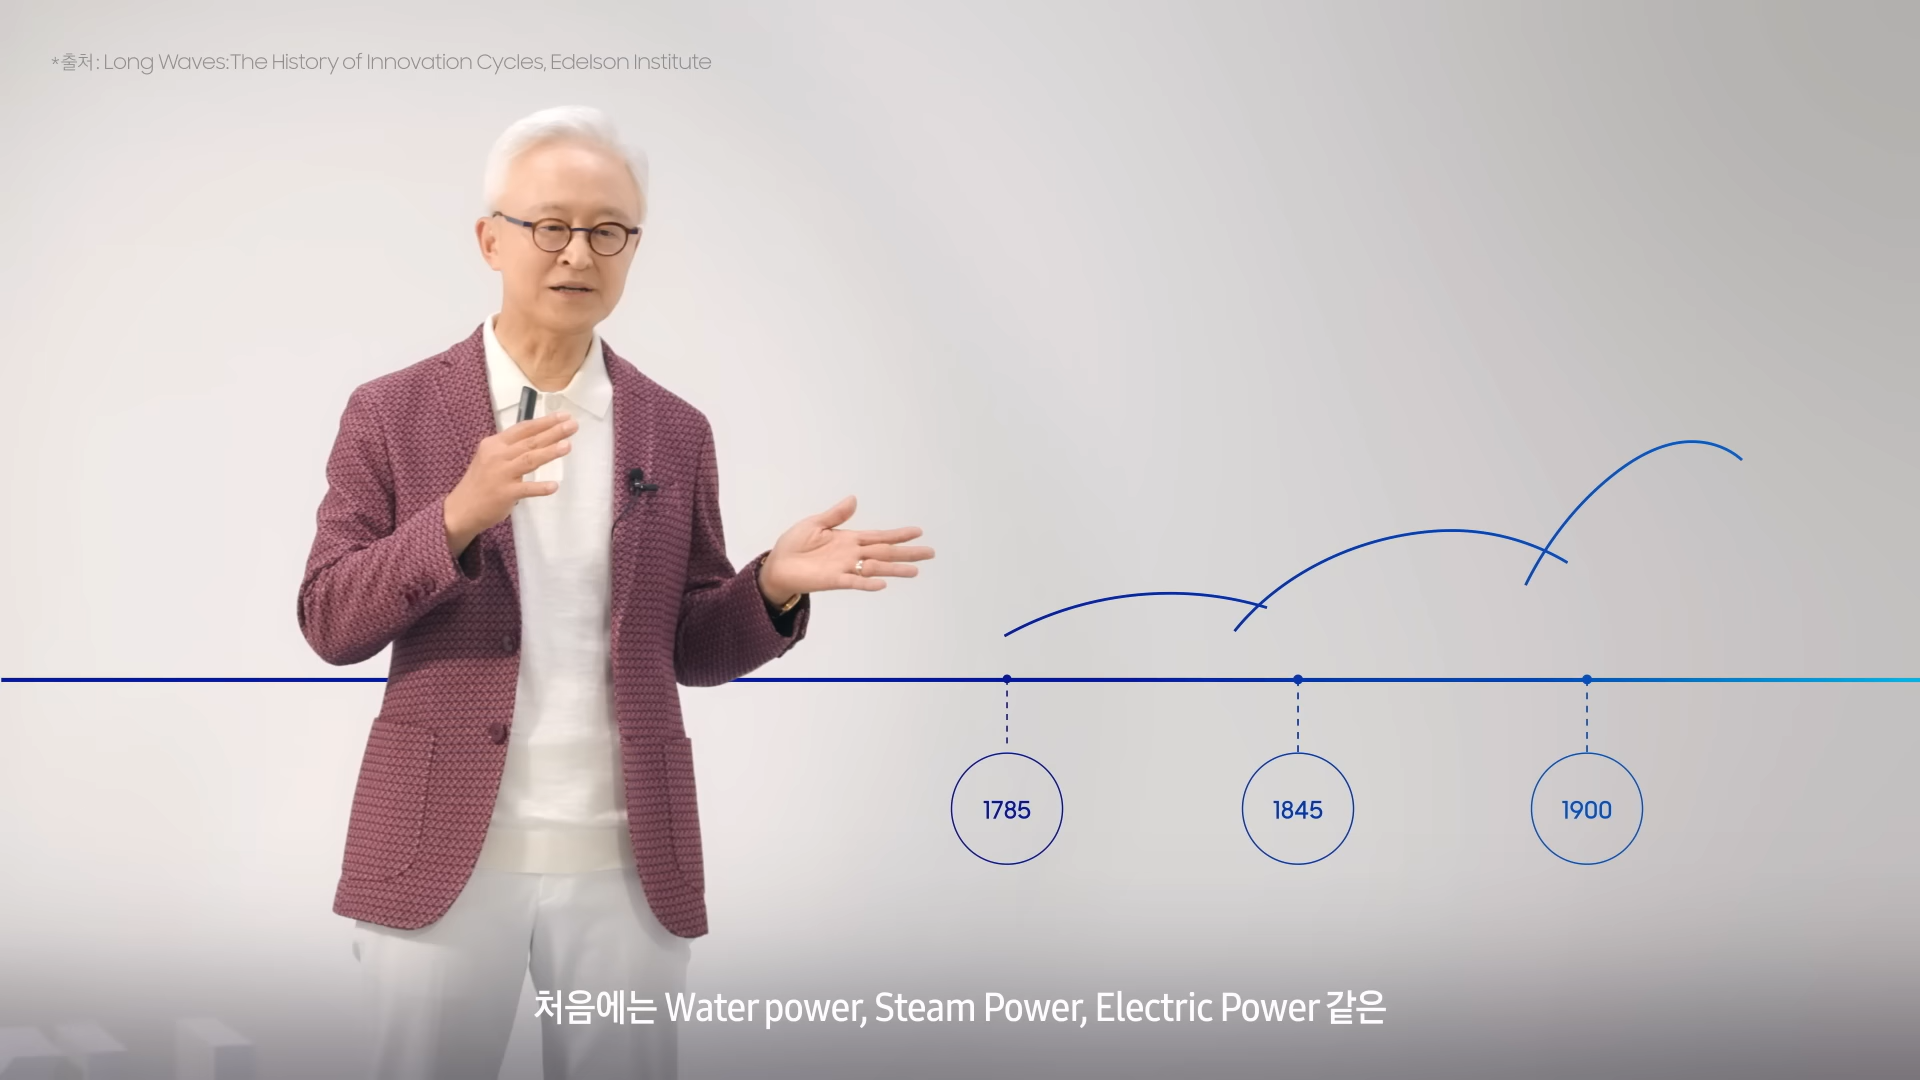 *출처: Long Waves:The History of Innovation Cycles, Edelson Institute
1785
1845
1900
처음에는 Water power, Steam Power, Electric Power 같은